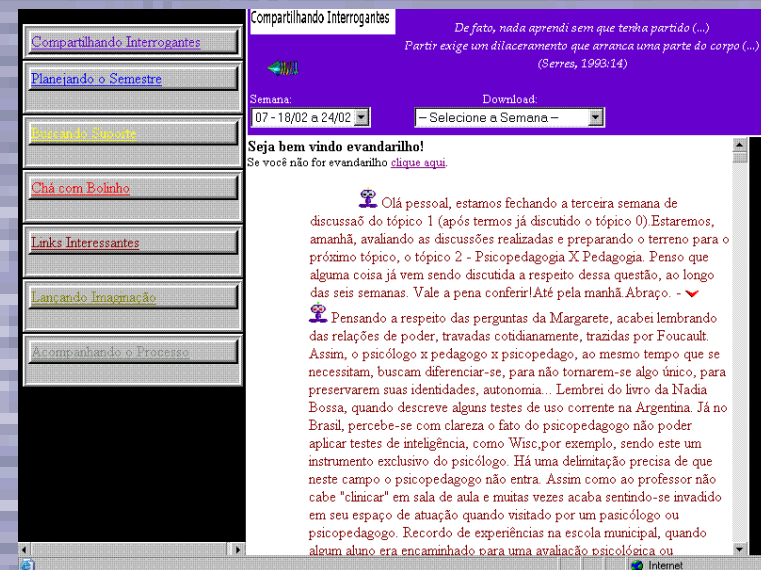 Compartilhando Interrogantes
Planejando o Semestre
Buscando Suporte
Chá com Bolinho
Links Interessantes
Lançando Imaginação
Acompanhando o Processo
Compartilhando Interrogantes
De fato, nada aprendi sem que tenha partido (...)
Partir exige um dilaceramento que arranca uma parte do corpo (...)
(Serres, 1993:14)
Semana:
Download:
07 - 18/02 a 24/02
-- Selecione a Semana --
Seja bem vindo evandarilho!
Se você não for evandarilho clique aqui.
Olá pessoal, estamos fechando a terceira semana de
discussaõ do tópico 1 (após termos já discutido o tópico 0).Estaremos,
amanhã, avaliando as discussões realizadas e preparando o terreno para o
próximo tópico, o tópico 2 - Psicopedagogia X Pedagogia. Penso que
alguma coisa já vem sendo discutida a respeito dessa questão, ao longo
das seis semanas. Vale a pena conferir!Até pela manhã.Abraço. -
Pensando a respeito das perguntas da Margarete, acabei lembrando
das relações de poder, travadas cotidianamente, trazidas por Foucault.
Assim, o psicólogo x pedagogo x psicopedago, ao mesmo tempo que se
necessitam, buscam diferenciar-se, para não tornarem-se algo único, para
preservarem suas identidades, autonomia... Lembrei do livro da Nadia
Bossa, quando descreve alguns testes de uso corrente na Argentina. Já no
Brasil, percebe-se com clareza o fato do psicopedagogo não poder
aplicar testes de inteligência, como Wisc,por exemplo, sendo este um
instrumento exclusivo do psicólogo. Há uma delimitação precisa de que
neste campo o psicopedagogo não entra. Assim como ao professor não
cabe "clinicar" em sala de aula e muitas vezes acaba sentindo-se invadido
em seu espaço de atuação quando visitado por um pasicólogo ou
psicopedagogo. Recordo de experiências na escola municipal, quando
algum aluno era encaminhado para uma avaliação psicológica ou
Internet